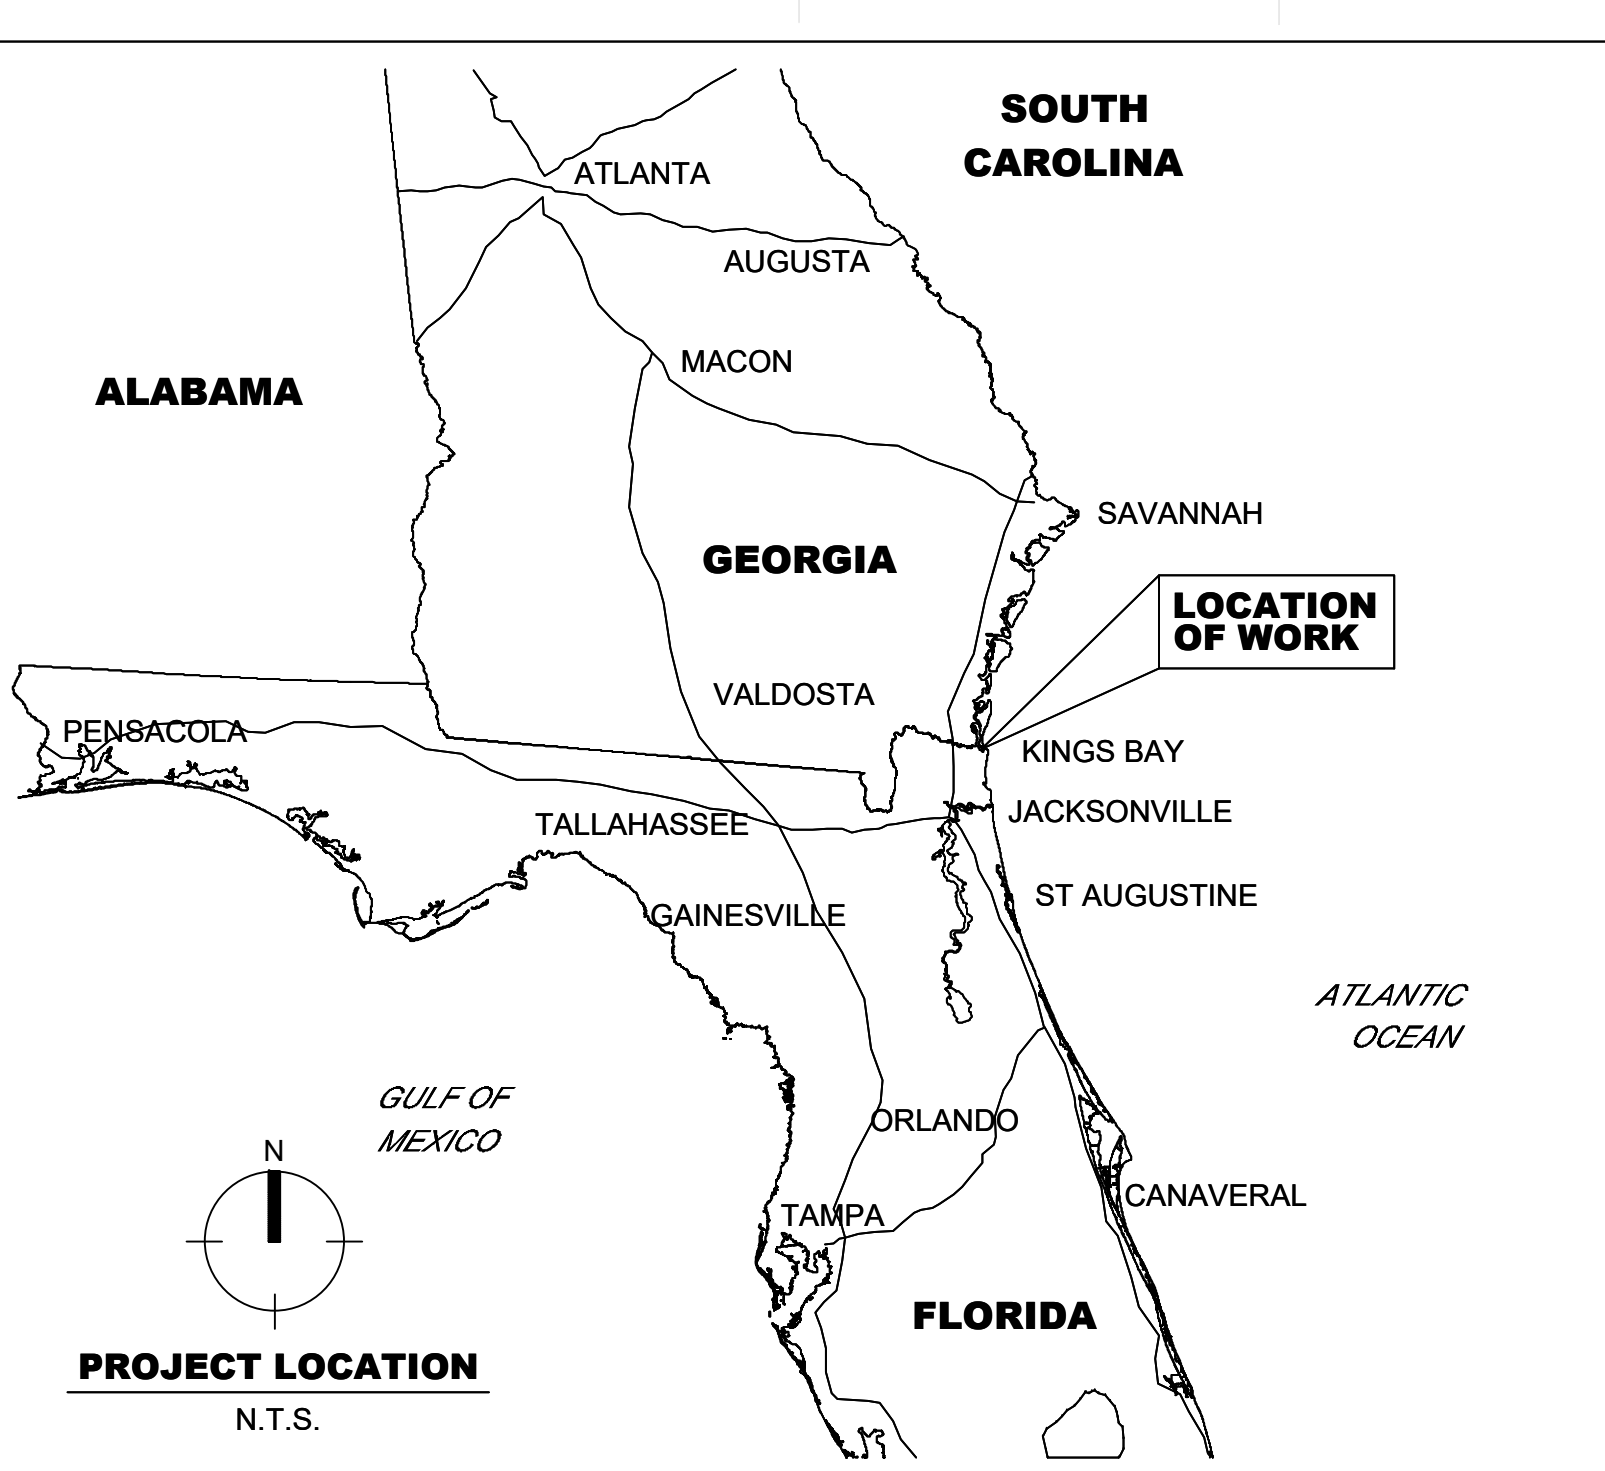 SOUTH
CAROLINA
ATLANTA
AUGUSTA
MACON
ALABAMA
SAVANNAH
GEORGIA
LOCATION
OF WORK
VALDOSTA
PENSACOLA
KINGS BAY
JACKSONVILLE
TALLAHASSEE
ST AUGUSTINE
GAINESVILLE
ATLANTIC
OCEAN
GULF OF
MEXICO
ORLANDO
N
CANAVERAL
TAMPA
FLORIDA
PROJECT LOCATION
N.T.S.